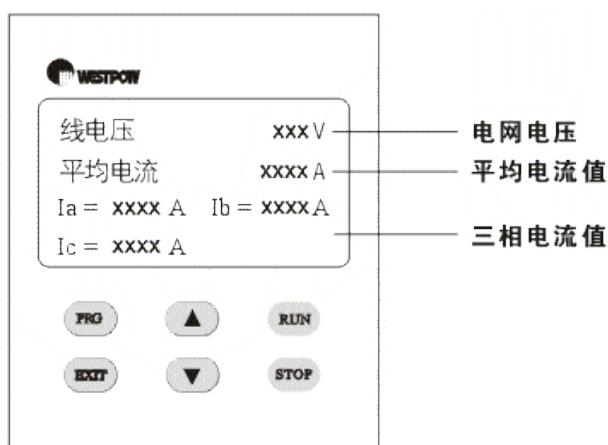 WESTPOW
线电压 xxx V 电网电压
平均电流 xxxx A 平均电流值
Ia = xxxx A Ib = xxxx A
三相电流值
Ic = xxxx A
PRG ▲ RUN
EXIT ▼ STOP